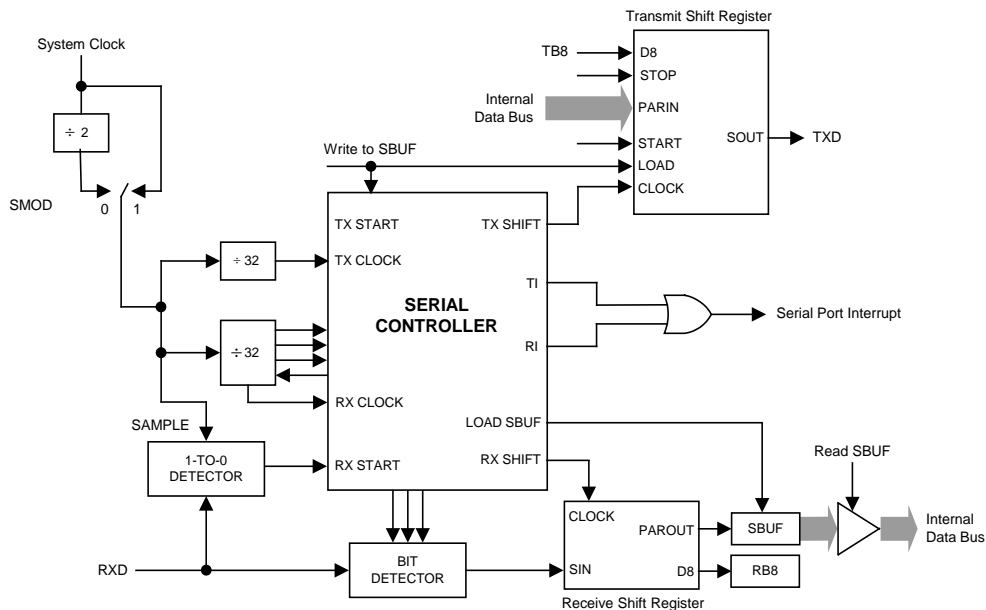 Transmit Shift Register
System Clock
TB8
D8
STOP
÷ 2
Internal
Data Bus
PARIN
START
SOUT
TXD
Write to SBUF
LOAD
CLOCK
SMOD
0
1
TX START
TX SHIFT
÷ 32
TX CLOCK
TI
SERIAL
CONTROLLER
Serial Port Interrupt
÷ 32
RI
RX CLOCK
SAMPLE
LOAD SBUF
1-TO-0
DETECTOR
RX START
RX SHIFT
Read SBUF
CLOCK
PAROUT
SBUF
Internal
Data Bus
RXD
BIT
DETECTOR
SIN
D8
RB8
Receive Shift Register